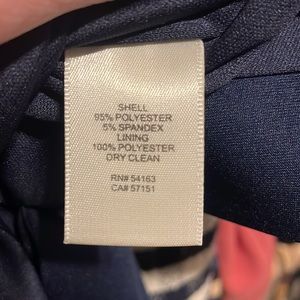 SHELL
95% POLYESTER
5% SPANDEX
LINING
100% POLYESTER
DRY CLEAN
RN# 54163
CA# 57151